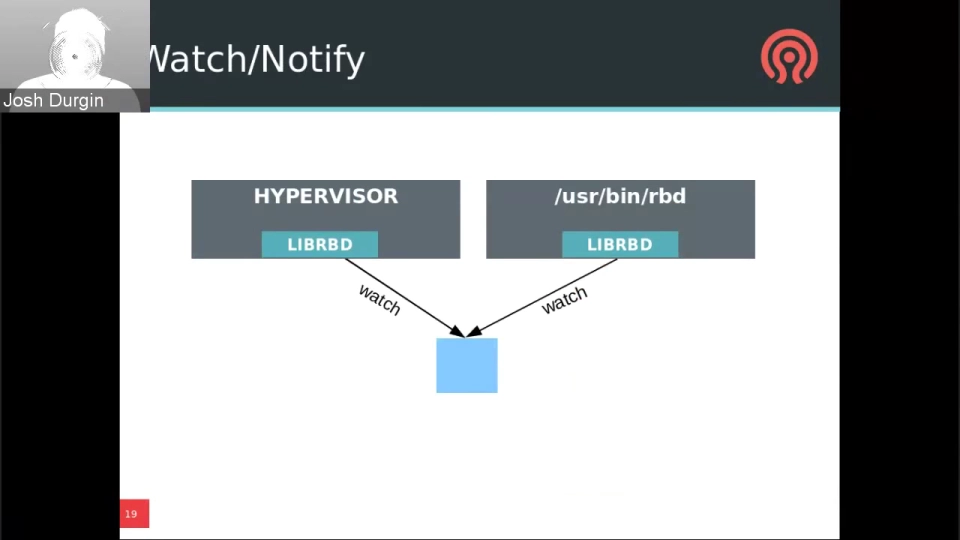 Watch/Notify
Josh Durgin
HYPERVISOR
LIBRBD
/usr/bin/rbd
LIBRBD
watch
watch
19